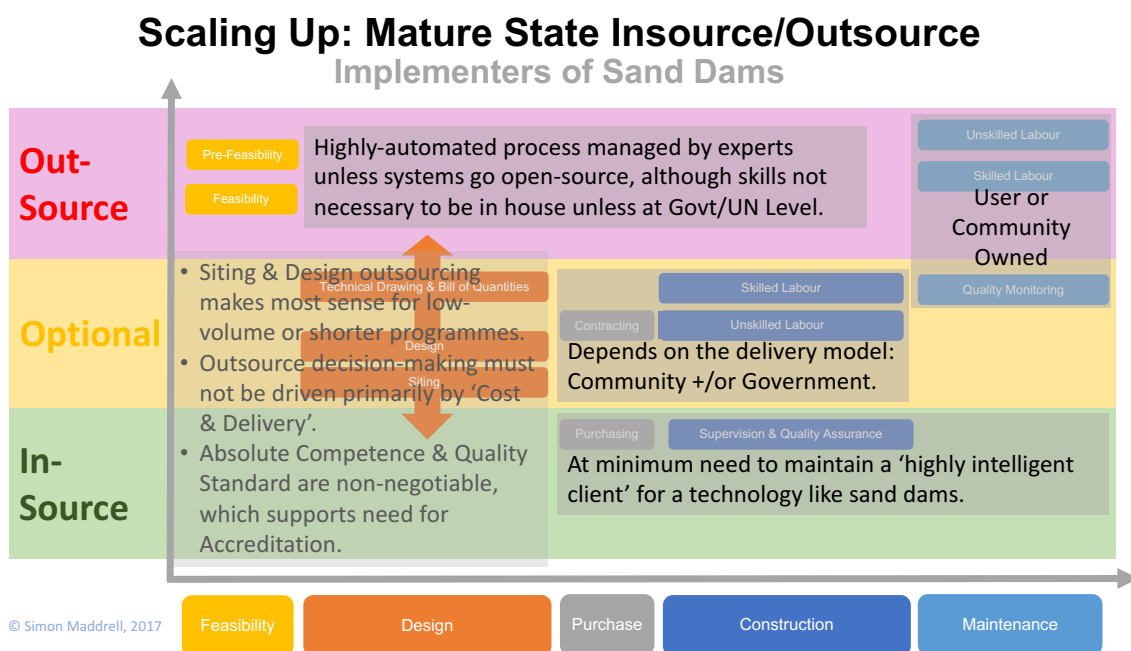 Scaling Up: Mature State Insource/Outsource
Implementers of Sand Dams
Out-
Source
Pre-Feasibility
Feasibility
Highly-automated process managed by experts
unless systems go open-source, although skills not
necessary to be in house unless at Govt/UN Level.
Unskilled Labour
Skilled Labour
User or
Community
Owned
Quality Monitoring
Optional
• Siting & Design outsourcing
makes most sense for low-
volume or shorter programmes.
• Outsource decision-making must
not be driven primarily by ‘Cost
& Delivery’.
• Absolute Competence & Quality
Standard are non-negotiable,
which supports need for
Accreditation.
Technical Drawing & Bill of Quantities
Design
Siting
Skilled Labour
Contracting
Unskilled Labour
Depends on the delivery model:
Community +/or Government.
In-
Source
Purchasing
Supervision & Quality Assurance
At minimum need to maintain a ‘highly intelligent
client’ for a technology like sand dams.
© Simon Maddrell, 2017
Feasibility
Design
Purchase
Construction
Maintenance